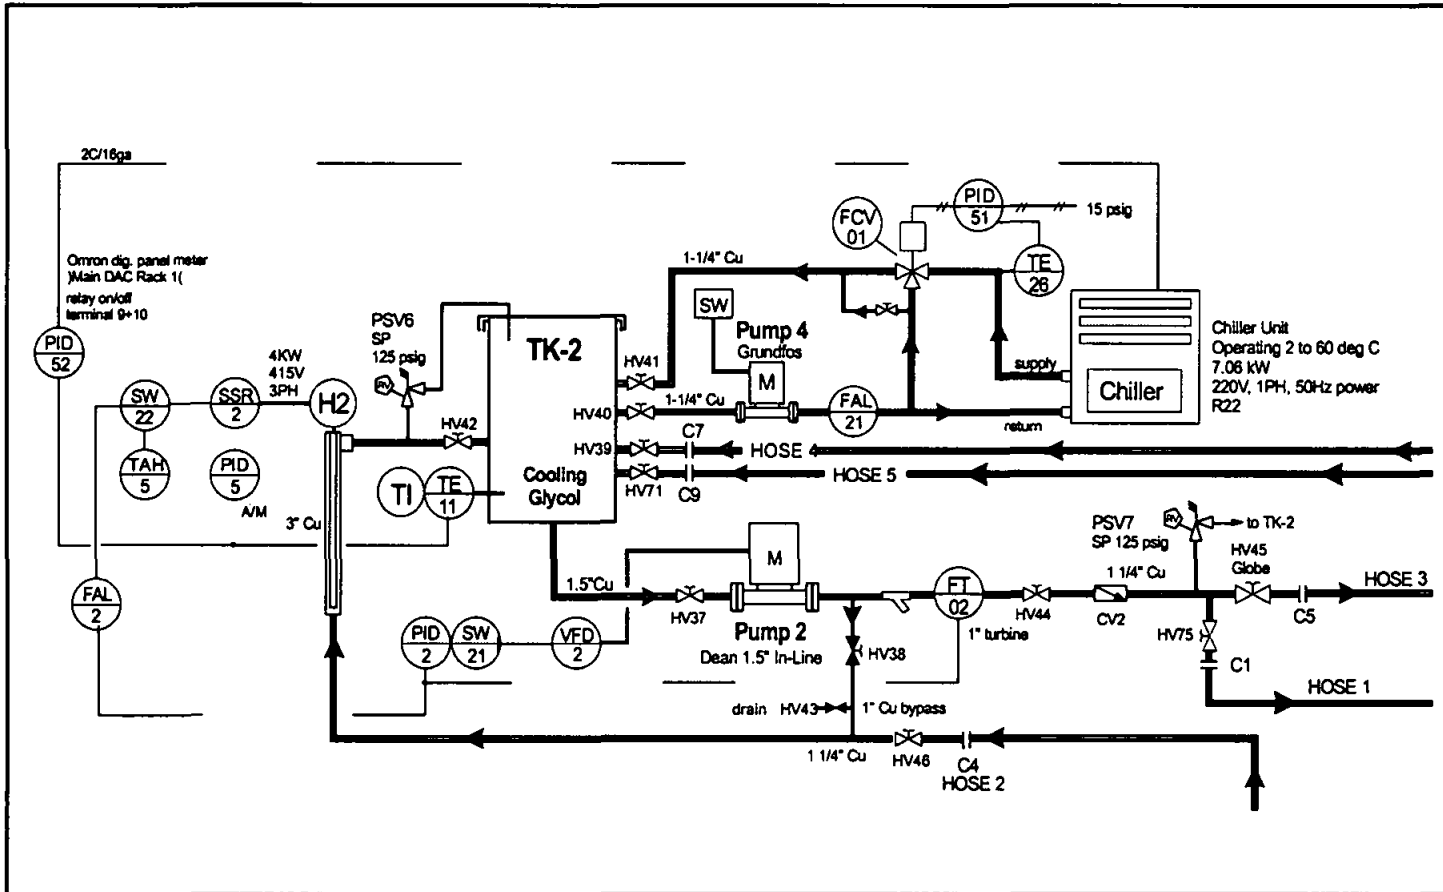 2C/16ga
PID
51
15 psig
FCV
01
Omron dig. panel meter
)Main DAC Rack 1(
relay on/off
terminal 9+10
1-1/4" Cu
TE
26
SW
PSV6
SP
125 psig
RV
TK-2
Pump 4
Grundfos
M
Chiller Unit
Operating 2 to 60 deg C
7.06 kW
220V, 1PH, 50Hz power
R22
PID
52
4KW
415V
3PH
HV41
supply
Chiller
SW
22
SSR
2
H2
HV42
HV40
1-1/4" Cu
FAL
21
return
HV39
C7
HOSE 4
TAH
5
PID
5
A/M
TI
TE
11
Cooling
Glycol
HV71
C9
HOSE 5
3" Cu
PSV7
SP 125 psig
RV
to TK-2
HV45
Globe
M
1.5"Cu
1 1/4" Cu
HOSE 3
FAL
2
HV37
FT
02
HV44
CV2
C5
PID
2
SW
21
VFD
2
Pump 2
Dean 1.5" In-Line
HV38
1" turbine
HV75
C1
HOSE 1
drain
HV43
1" Cu bypass
1 1/4" Cu
HV46
C4
HOSE 2